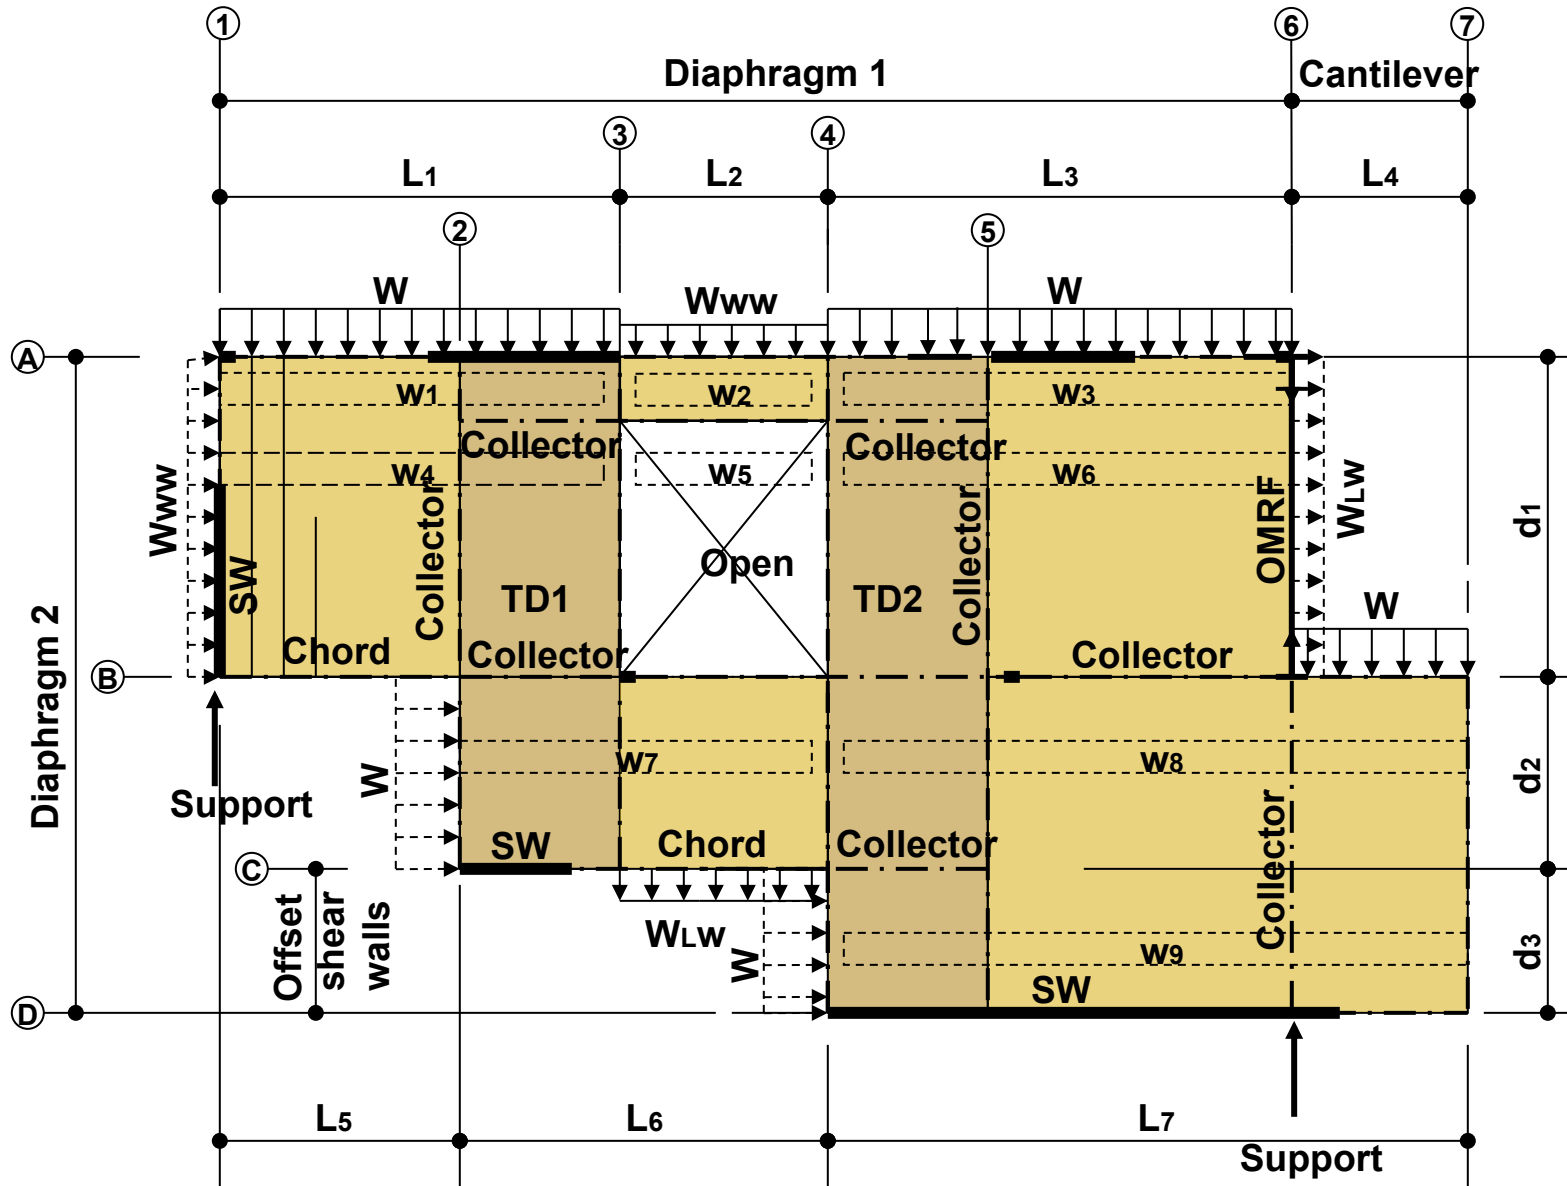 1
6
7
Diaphragm 1
Cantilever
3
4
L1
L2
L3
L4
2
5
W
Www
W
A
w1
w2
w3
Collector
Collector
w4
w5
w6
Www
SW
Collector
TD1
Open
TD2
Collector
OMRF
WLw
d1
W
Chord
Collector
Collector
B
Diaphragm 2
Support
W
w7
w8
d2
SW
Chord
Collector
Collector
C
Offset
shear
walls
WLw
W
w9
d3
SW
D
L5
L6
L7
Support